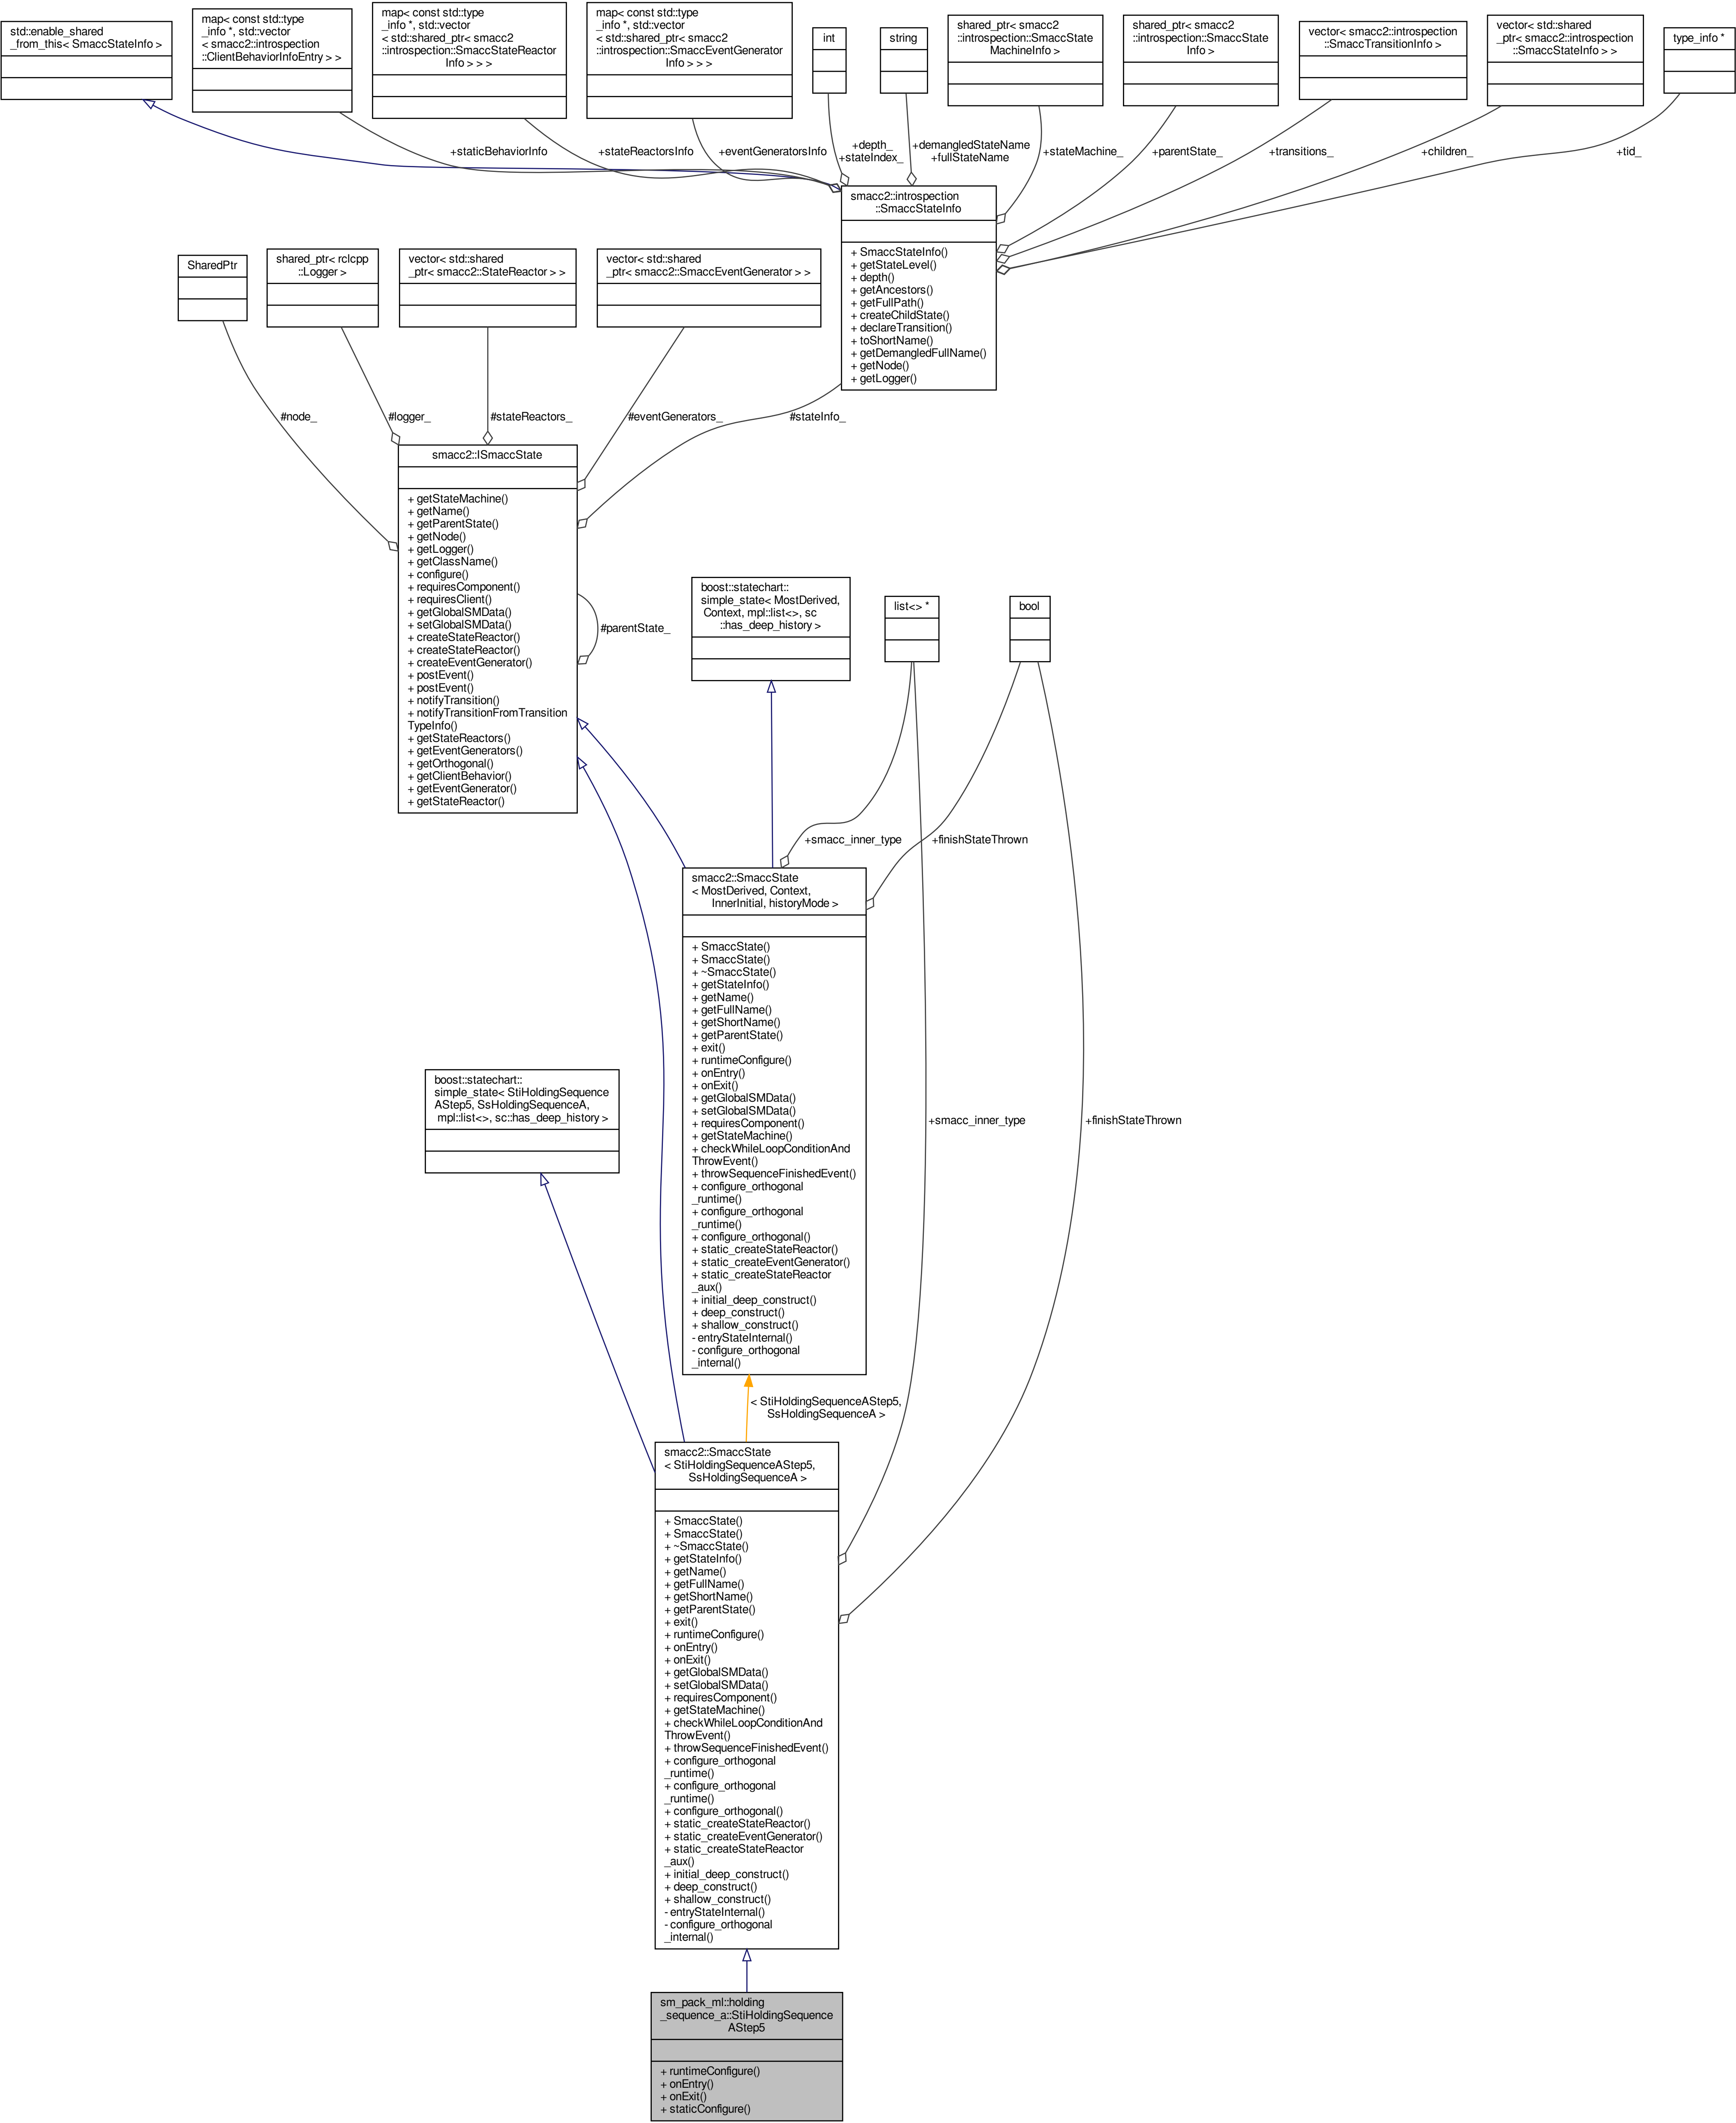 std::enable_shared
_from_this< SmaccStateInfo >
map< const std::type
_info *, std::vector
< smacc2::introspection
::ClientBehaviorInfoEntry > >
map< const std::type
_info *, std::vector
< std::shared_ptr< smacc2
::introspection::SmaccStateReactor
Info > > >
map< const std::type
_info *, std::vector
< std::shared_ptr< smacc2
::introspection::SmaccEventGenerator
Info > > >
int
string
shared_ptr< smacc2
::introspection::SmaccState
MachineInfo >
shared_ptr< smacc2
::introspection::SmaccState
Info >
vector< smacc2::introspection
::SmaccTransitionInfo >
vector< std::shared
_ptr< smacc2::introspection
::SmaccStateInfo > >
type_info *
+staticBehaviorInfo
+stateReactorsInfo
+eventGeneratorsInfo
+depth_
+stateIndex_
+demangledStateName
+fullStateName
+stateMachine_
+parentState_
+transitions_
+children_
+tid_
smacc2::introspection
::SmaccStateInfo
+ SmaccStateInfo()
+ getStateLevel()
+ depth()
+ getAncestors()
+ getFullPath()
+ createChildState()
+ declareTransition()
+ toShortName()
+ getDemangledFullName()
+ getNode()
+ getLogger()
SharedPtr
shared_ptr< rclcpp
::Logger >
vector< std::shared
_ptr< smacc2::StateReactor > >
vector< std::shared
_ptr< smacc2::SmaccEventGenerator > >
#node_
#logger_
#stateReactors_
#eventGenerators_
#stateInfo_
smacc2::ISmaccState
+ getStateMachine()
+ getName()
+ getParentState()
+ getNode()
+ getLogger()
+ getClassName()
+ configure()
+ requiresComponent()
+ requiresClient()
+ getGlobalSMData()
+ setGlobalSMData()
+ createStateReactor()
+ createStateReactor()
+ createEventGenerator()
+ postEvent()
+ postEvent()
+ notifyTransition()
+ notifyTransitionFromTransition
TypeInfo()
+ getStateReactors()
+ getEventGenerators()
+ getOrthogonal()
+ getClientBehavior()
+ getEventGenerator()
+ getStateReactor()
#parentState_
boost::statechart::
simple_state< MostDerived,
Context, mpl::list<>, sc
::has_deep_history >
list<> *
bool
+smacc_inner_type
+finishStateThrown
smacc2::SmaccState
< MostDerived, Context,
InnerInitial, historyMode >
+ SmaccState()
+ SmaccState()
+ ~SmaccState()
+ getStateInfo()
+ getName()
+ getFullName()
+ getShortName()
+ getParentState()
+ exit()
+ runtimeConfigure()
+ onEntry()
+ onExit()
+ getGlobalSMData()
+ setGlobalSMData()
+ requiresComponent()
+ getStateMachine()
+ checkWhileLoopConditionAnd
ThrowEvent()
+ throwSequenceFinishedEvent()
+ configure_orthogonal
_runtime()
+ configure_orthogonal
_runtime()
+ configure_orthogonal()
+ static_createStateReactor()
+ static_createEventGenerator()
+ static_createStateReactor
_aux()
+ initial_deep_construct()
+ deep_construct()
+ shallow_construct()
- entryStateInternal()
- configure_orthogonal
_internal()
boost::statechart::
simple_state< StiHoldingSequence
AStep5, SsHoldingSequenceA,
mpl::list<>, sc::has_deep_history >
+smacc_inner_type
+finishStateThrown
< StiHoldingSequenceAStep5,
SsHoldingSequenceA >
smacc2::SmaccState
< StiHoldingSequenceAStep5,
SsHoldingSequenceA >
+ SmaccState()
+ SmaccState()
+ ~SmaccState()
+ getStateInfo()
+ getName()
+ getFullName()
+ getShortName()
+ getParentState()
+ exit()
+ runtimeConfigure()
+ onEntry()
+ onExit()
+ getGlobalSMData()
+ setGlobalSMData()
+ requiresComponent()
+ getStateMachine()
+ checkWhileLoopConditionAnd
ThrowEvent()
+ throwSequenceFinishedEvent()
+ configure_orthogonal
_runtime()
+ configure_orthogonal
_runtime()
+ configure_orthogonal()
+ static_createStateReactor()
+ static_createEventGenerator()
+ static_createStateReactor
_aux()
+ initial_deep_construct()
+ deep_construct()
+ shallow_construct()
- entryStateInternal()
- configure_orthogonal
_internal()
sm_pack_ml::holding
_sequence_a::StiHoldingSequence
AStep5
+ runtimeConfigure()
+ onEntry()
+ onExit()
+ staticConfigure()